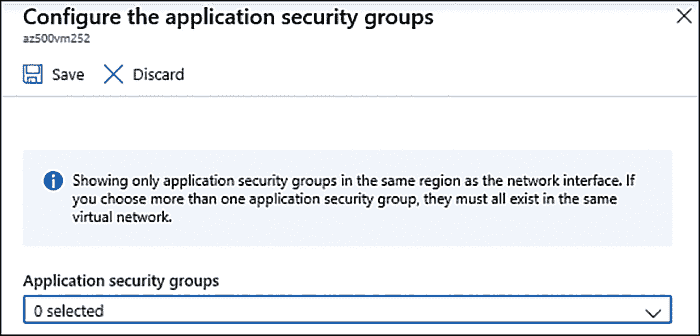 Configure the application security groups
az500vm252
Save Discard
Showing only application security groups in the same region as the network interface. If
you choose more than one application security group, they must all exist in the same
virtual network.
Application security groups
0 selected